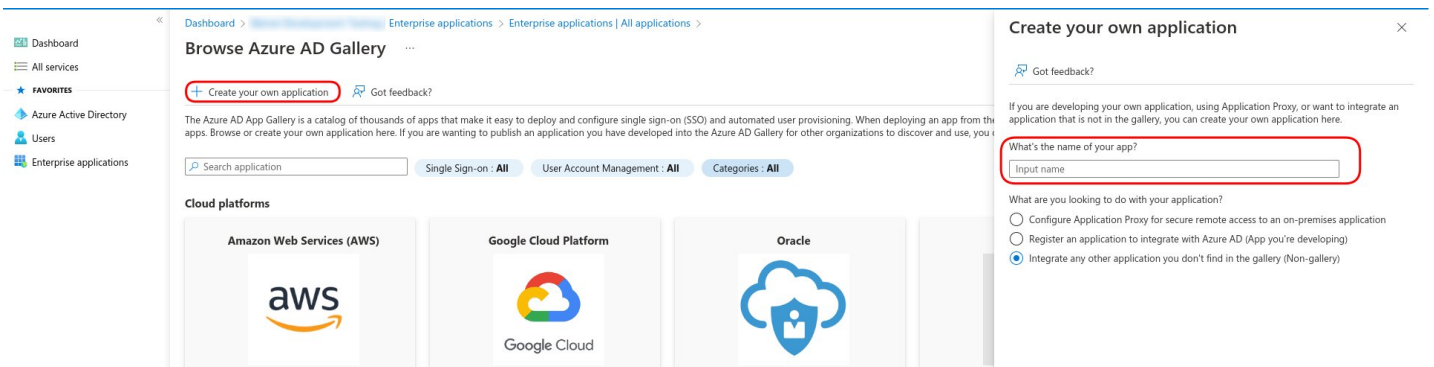 «
Dashboard
All services
FAVORITES
Azure Active Directory
Users
Enterprise applications
Dashboard > Enterprise applications > Enterprise applications | All applications >
Browse Azure AD Gallery ...
+ Create your own application
Got feedback?
The Azure AD App Gallery is a catalog of thousands of apps that make it easy to deploy and configure single sign-on (SSO) and automated user provisioning. When deploying an app from the
apps. Browse or create your own application here. If you are wanting to publish an application you have developed into the Azure AD Gallery for other organizations to discover and use, you
Search application
Single Sign-on : All
User Account Management : All
Categories : All
Cloud platforms
Amazon Web Services (AWS)
aws
Google Cloud Platform
Google Cloud
Oracle
Create your own application
Got feedback?
If you are developing your own application, using Application Proxy, or want to integrate an
application that is not in the gallery, you can create your own application here.
What's the name of your app?
Input name
What are you looking to do with your application?
Configure Application Proxy for secure remote access to an on-premises application
Register an application to integrate with Azure AD (App you're developing)
Integrate any other application you don't find in the gallery (Non-gallery)